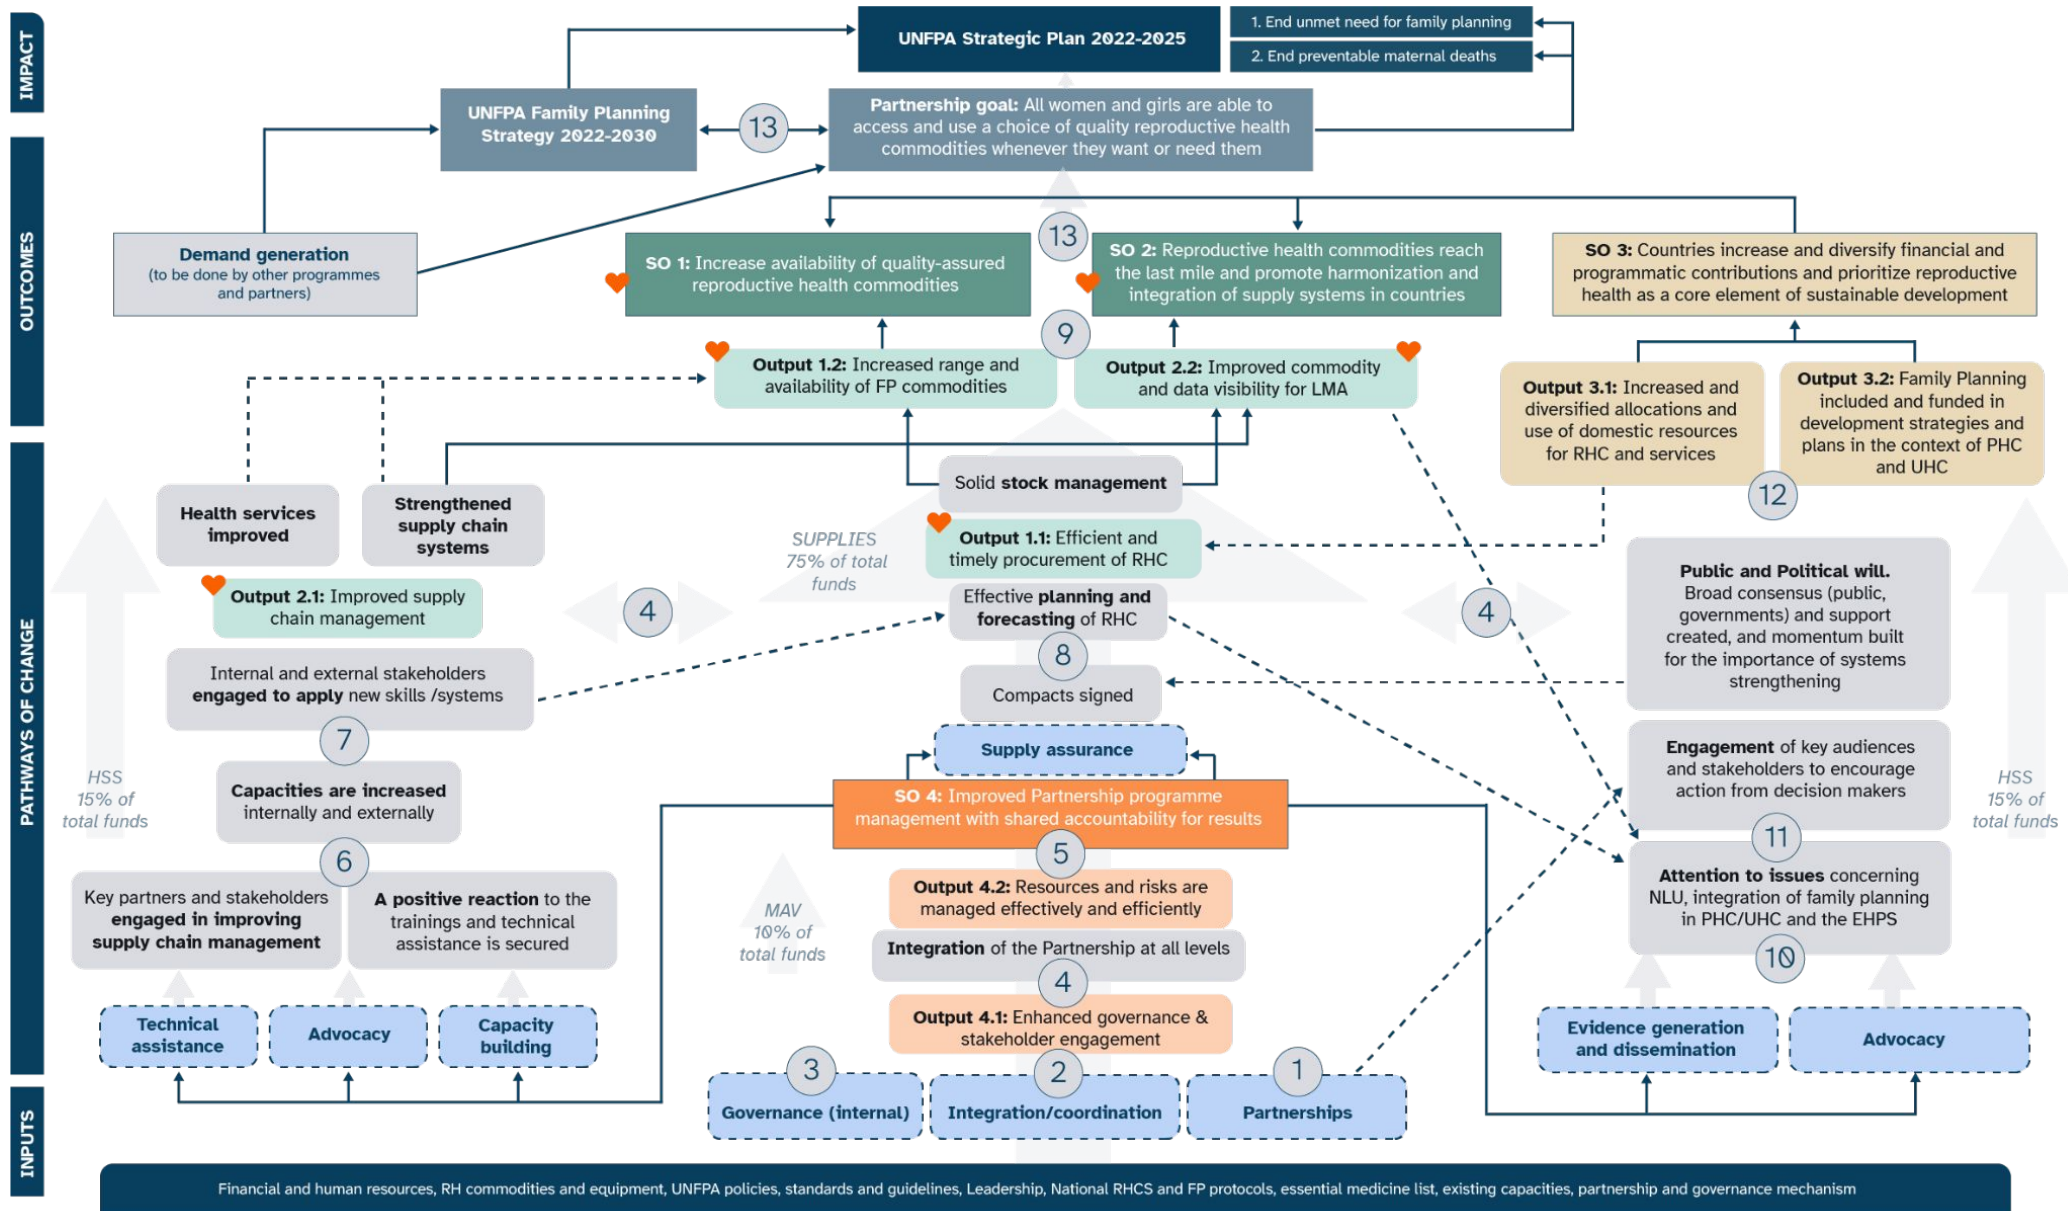 IMPACT
OUTCOMES
PATHWAYS OF CHANGE
INPUTS
UNFPA Strategic Plan 2022-2025
1. End unmet need for family planning
2. End preventable maternal deaths
UNFPA Family Planning
Strategy 2022-2030
13
Partnership goal: All women and girls are able to
access and use a choice of quality reproductive health
commodities whenever they want or need them
Demand generation
(to be done by other programmes
and partners)
SO 1: Increase availability of quality-assured
reproductive health commodities
13
SO 2: Reproductive health commodities reach
the last mile and promote harmonization and
integration of supply systems in countries
SO 3: Countries increase and diversify financial and
programmatic contributions and prioritize reproductive
health as a core element of sustainable development
9
Output 1.2: Increased range and
availability of FP commodities
Output 2.2: Improved commodity
and data visibility for LMA
Output 3.1: Increased and
diversified allocations and
use of domestic resources
for RHC and services
Output 3.2: Family Planning
included and funded in
development strategies and
plans in the context of PHC
and UHC
12
Health services
improved
Strengthened
supply chain
systems
Solid stock management
SUPPLIES
75% of total
funds
Output 1.1: Efficient and
timely procurement of RHC
Output 2.1: Improved supply
chain management
4
Effective planning and
forecasting of RHC
4
8
Public and Political will.
Broad consensus (public,
governments) and support
created, and momentum built
for the importance of systems
strengthening
Internal and external stakeholders
engaged to apply new skills /systems
Compacts signed
7
Supply assurance
Engagement of key audiences
and stakeholders to encourage
action from decision makers
HSS
15% of
total funds
Capacities are increased
internally and externally
SO 4: Improved Partnership programme
management with shared accountability for results
HSS
15% of
total funds
6
5
11
Key partners and stakeholders
engaged in improving
supply chain management
A positive reaction to the
trainings and technical
assistance is secured
MAV
10% of
total funds
Output 4.2: Resources and risks are
managed effectively and efficiently
Attention to issues concerning
NLU, integration of family planning
in PHC/UHC and the EHPS
Integration of the Partnership at all levels
10
4
Technical
assistance
Advocacy
Capacity
building
Output 4.1: Enhanced governance &
stakeholder engagement
Evidence generation
and dissemination
Advocacy
3
2
1
Governance (internal)
Integration/coordination
Partnerships
Financial and human resources, RH commodities and equipment, UNFPA policies, standards and guidelines, Leadership, National RHCS and FP protocols, essential medicine list, existing capacities, partnership and governance mechanism